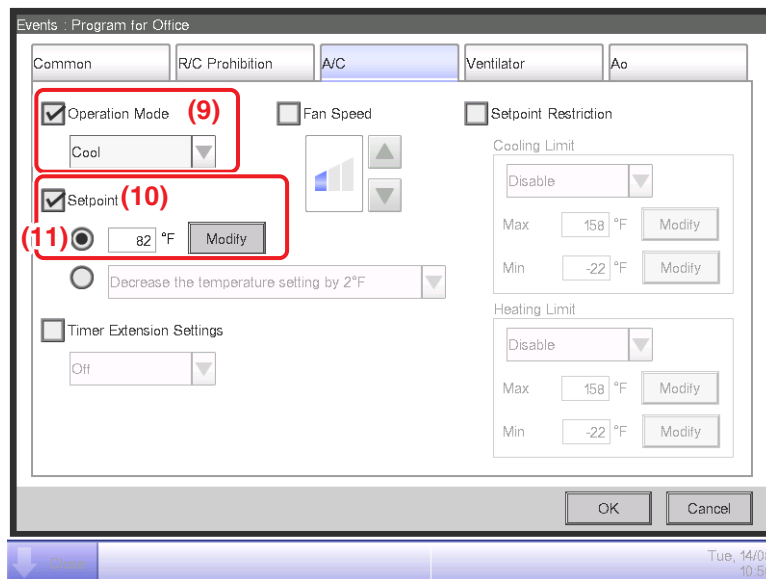 Events : Program for Office
Common
R/C Prohibition
A/C
Ventilator
Ao
Operation Mode
(9)
Cool
Setpoint
(10)
(11)
82 °F
Modify
Decrease the temperature setting by 2°F
Timer Extension Settings
Off
Fan Speed
Setpoint Restriction
Cooling Limit
Disable
Max 158 °F Modify
Min -22 °F Modify
Heating Limit
Disable
Max 158 °F Modify
Min -22 °F Modify
OK
Cancel
Tue, 14/0
10:5